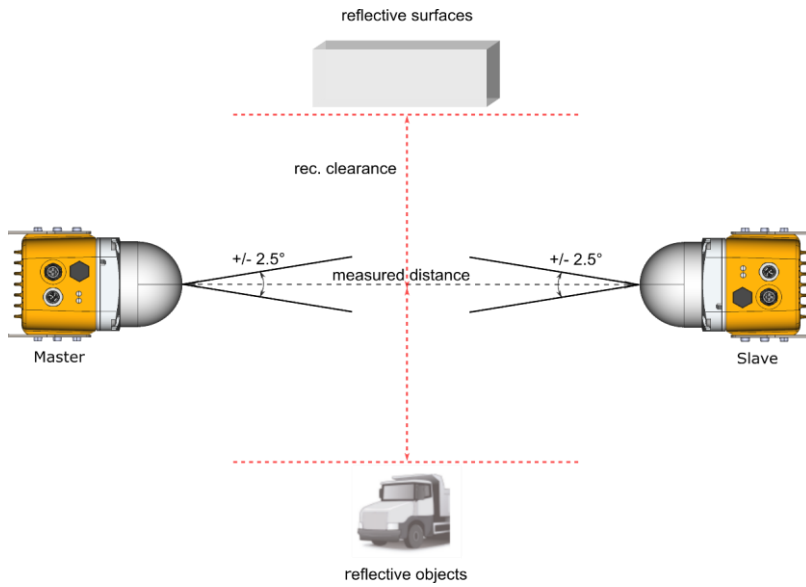 reflective surfaces
rec. clearance
+/- 2.5°
+/- 2.5°
measured distance
Master
Slave
reflective objects